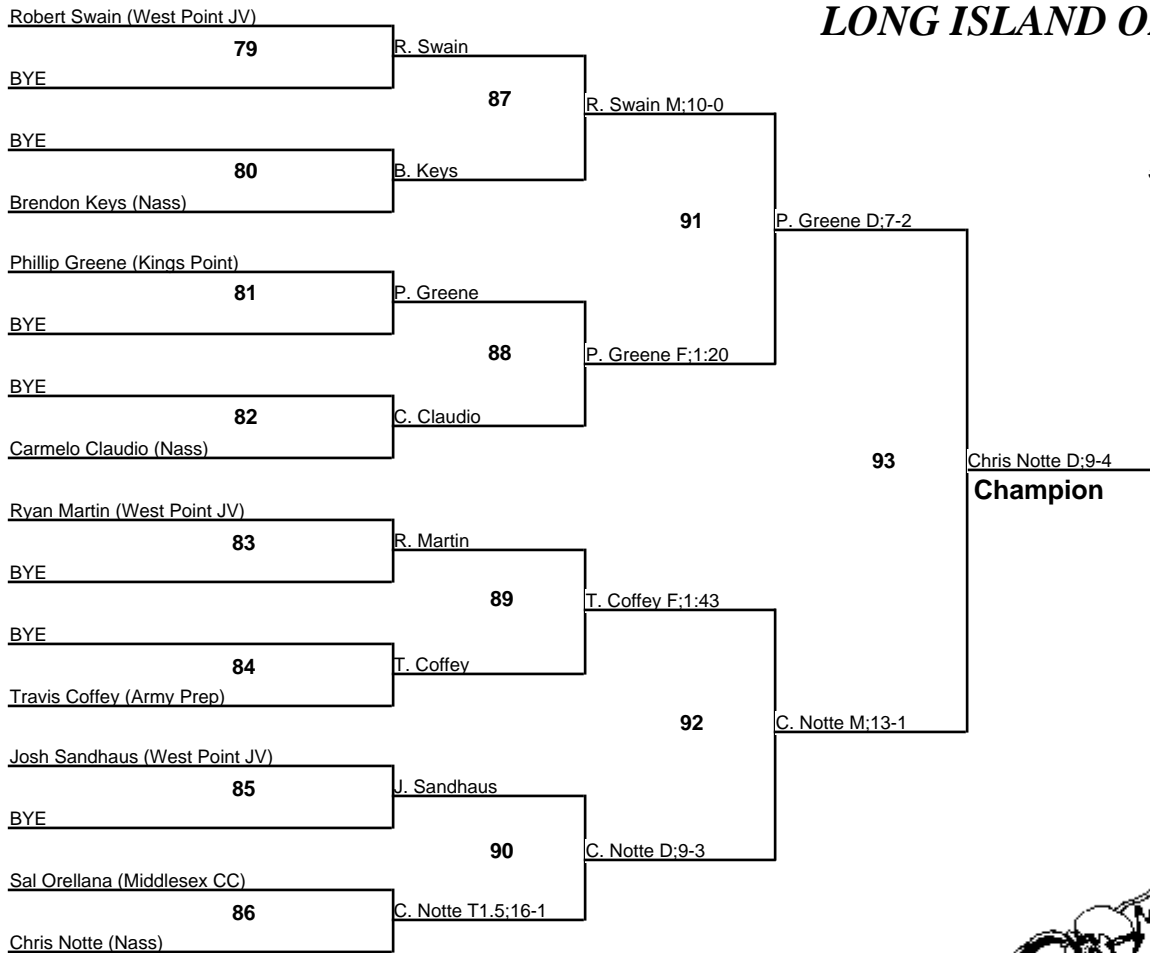 LONG ISLAND
Robert Swain (West Point JV)
79
BYE
R. Swain
87
BYE
80
Brendon Keys (Nass)
B. Keys
R. Swain M;10-0
91
Phillip Greene (Kings Point)
81
BYE
P. Greene
88
BYE
82
Carmelo Claudio (Nass)
C. Claudio
P. Greene F;1:20
P. Greene D;7-2
93
Ryan Martin (West Point JV)
83
BYE
R. Martin
89
BYE
84
Travis Coffey (Army Prep)
T. Coffey
T. Coffey F;1:43
92
Josh Sandhaus (West Point JV)
85
BYE
J. Sandhaus
90
Sal Orellana (Middlesex CC)
86
Chris Notte (Nass)
C. Notte T1.5;16-1
C. Notte D;9-3
C. Notte M;13-1
Chris Notte D;9-4
Champion